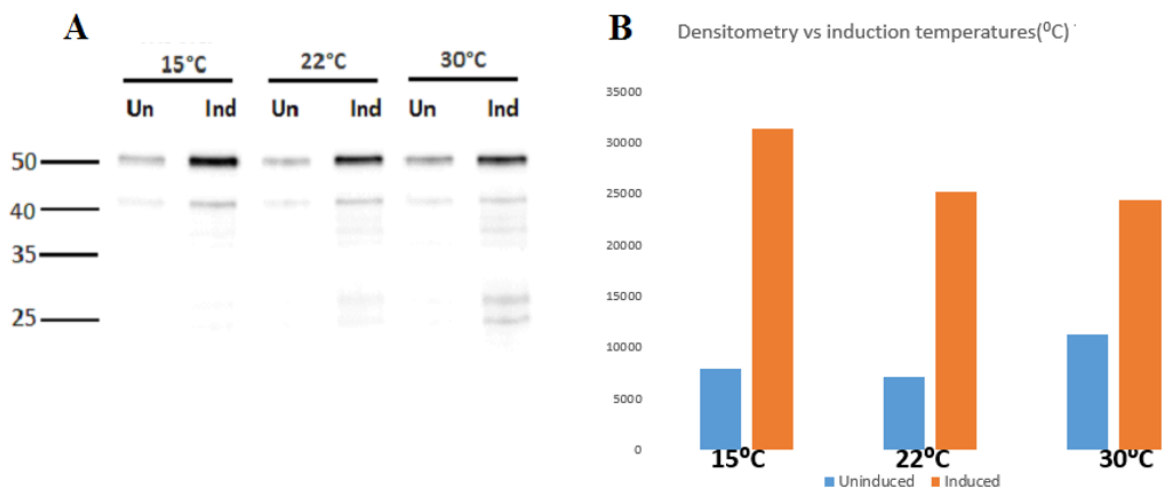 A
15°C 22°C 30°C
Un Ind Un Ind Un Ind
50
40
35
25
B
Densitometry vs induction temperatures(⁰C)
35000
30000
25000
20000
15000
10000
5000
0
15⁰C 22⁰C 30⁰C
Uninduced Induced